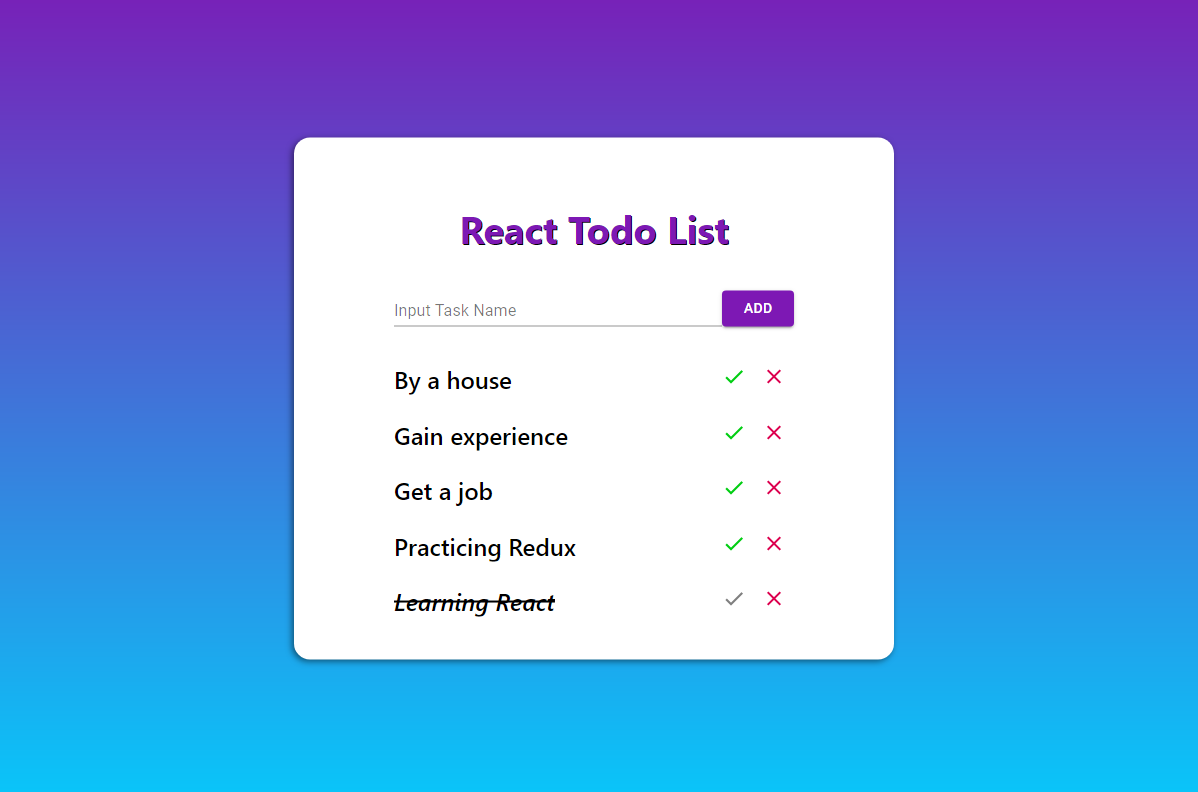 React Todo List
Input Task Name
ADD
By a house
Gain experience
Get a job
Practicing Redux
Learning React